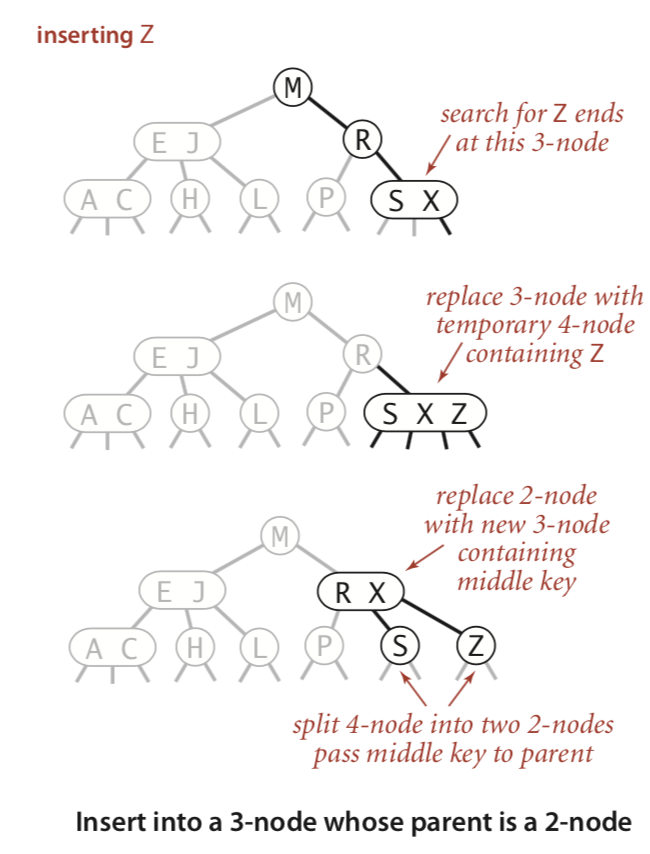 inserting Z
M
search for Z ends
at this 3-node
E J R
A C H L P S X
replace 3-node with
temporary 4-node
containing Z
M
E J R
A C H L P S X Z
replace 2-node
with new 3-node
containing
middle key
M
E J R X
A C H L P S Z
split 4-node into two 2-nodes
pass middle key to parent
Insert into a 3-node whose parent is a 2-node